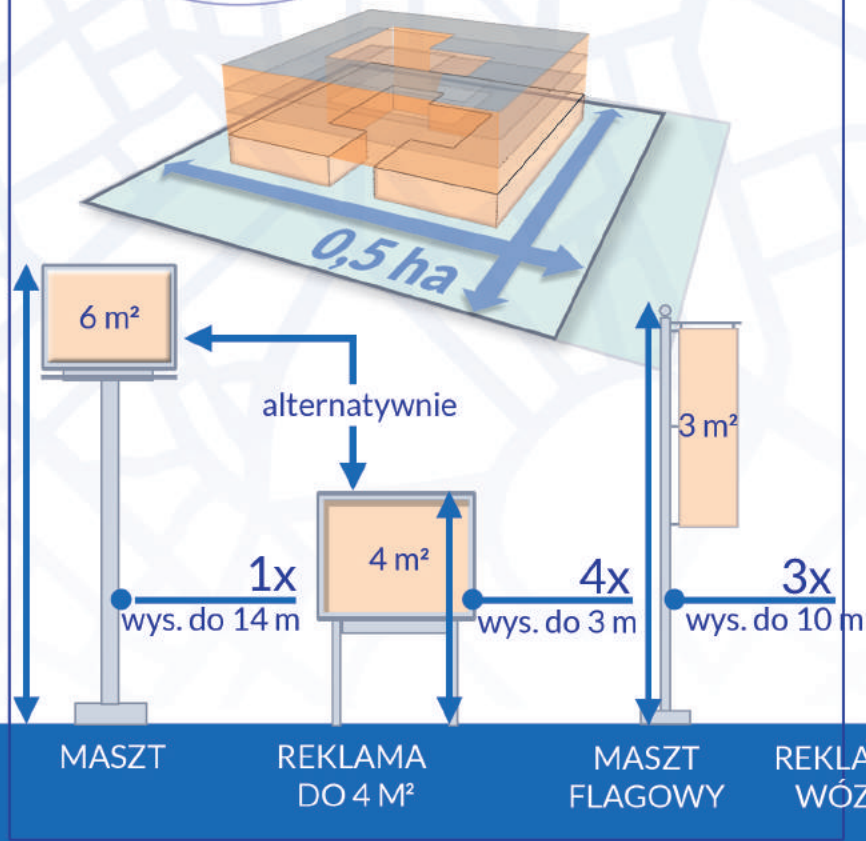 0,5 ha
6 m²
alternatywnie
3 m²
4 m²
1x
wys. do 14 m
4x
wys. do 3 m
3x
wys. do 10 m
MASZT
REKLAMA
DO 4 M²
MASZT
FLAGOWY